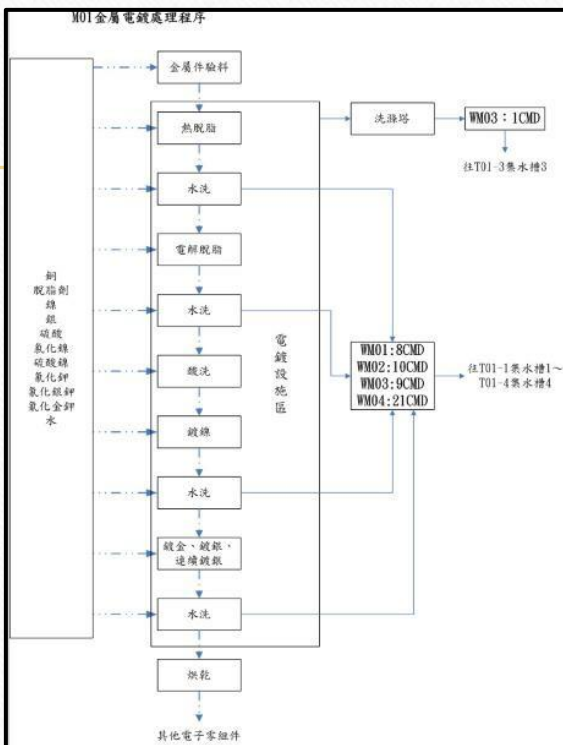 M01金屬電鍍處理程序
金屬件驗料
熱脫脂
洗滌塔
WM03：1CMD
往T01-3集水槽3
水洗
電解脫脂
銅
脫脂劑
鎳
銀
硫酸
氯化鎳
硫酸鎳
氰化鉀
氰化銀鉀
氰化金鉀
水
水洗
電鍍設施區
WM01:8CMD
WM02:10CMD
WM03:9CMD
WM04:21CMD
往T01-1集水槽1～
T01-4集水槽4
酸洗
鍍鎳
水洗
鍍金、鍍銀、
連續鍍銀
水洗
烘乾
其他電子零組件